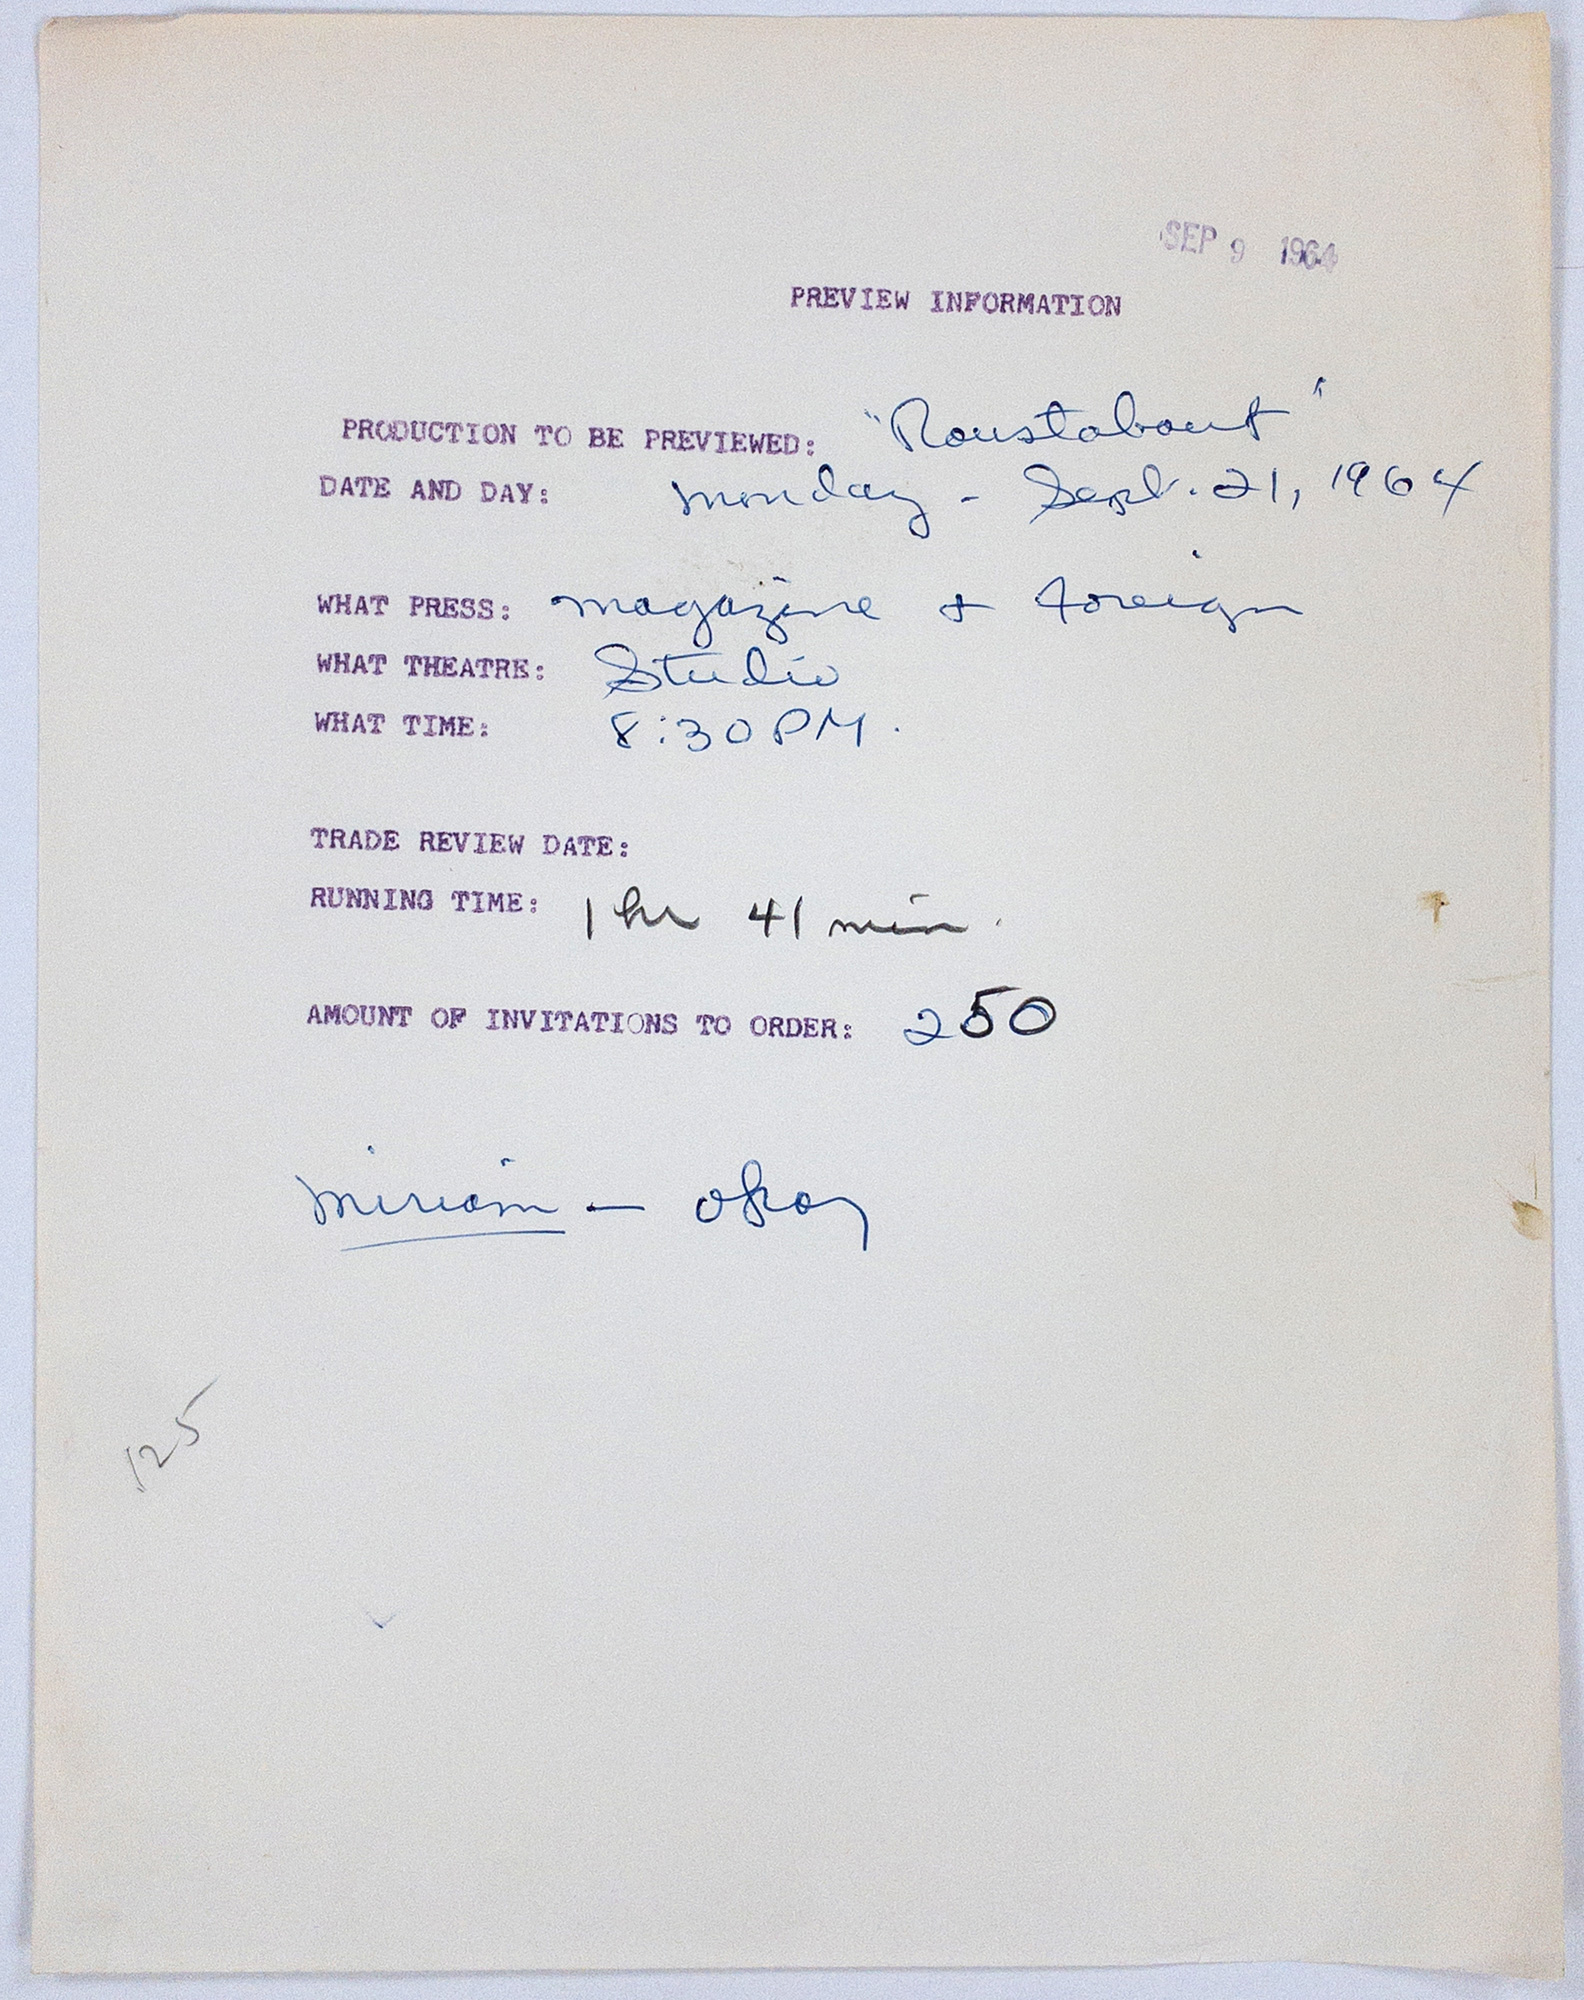 SEP 9 1964
PREVIEW INFORMATION
PRODUCTION TO BE PREVIEWED: "Roustabout"
DATE AND DAY: Monday - Sept. 21, 1964
WHAT PRESS: magazine + foreign
WHAT THEATRE: Studio
WHAT TIME: 8:30 PM.
TRADE REVIEW DATE:
RUNNING TIME: 1 hr 41 min.
AMOUNT OF INVITATIONS TO ORDER: 250
Miriam — Okay
125